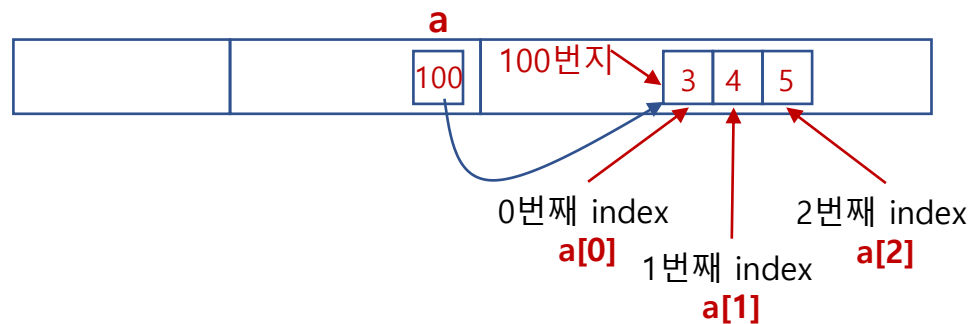 a
100
100번지
3 4 5
0번째 index
a[0]
1번째 index
a[1]
2번째 index
a[2]